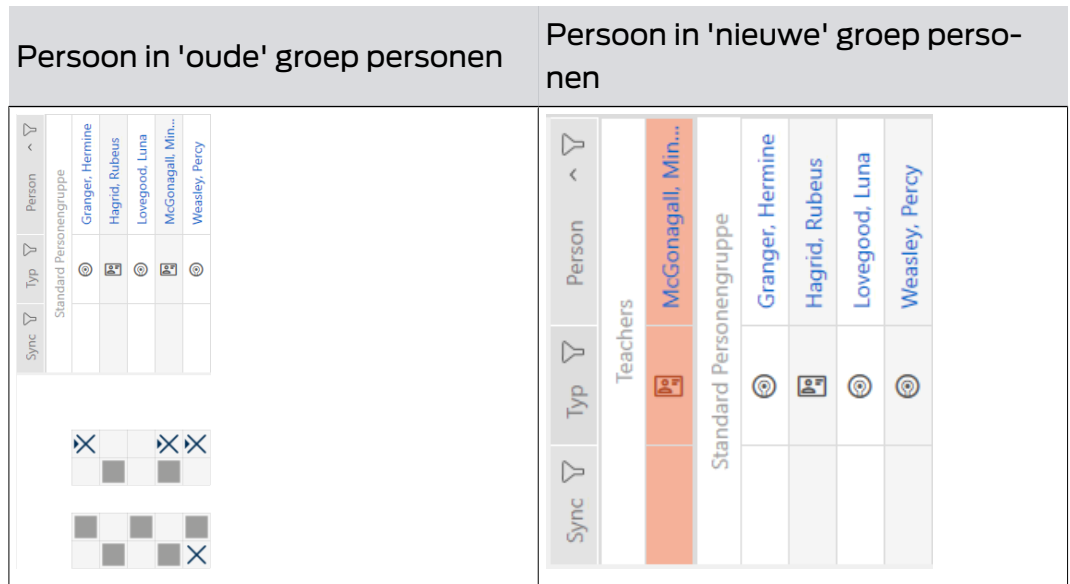 Persoon in 'oude' groep personen
Persoon in 'nieuwe' groep perso-
nen
Sync Typ Person
Standard Personengruppe
Granger, Hermine
Hagrid, Rubeus
Lovegood, Luna
McGonagall, Min...
Weasley, Percy
Sync Typ Person
Teachers
McGonagall, Min...
Standard Personengruppe
Granger, Hermine
Hagrid, Rubeus
Lovegood, Luna
Weasley, Percy